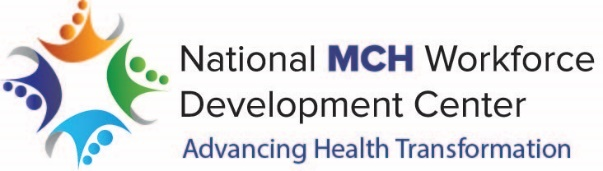 National MCH Workforce
Development Center
Advancing Health Transformation